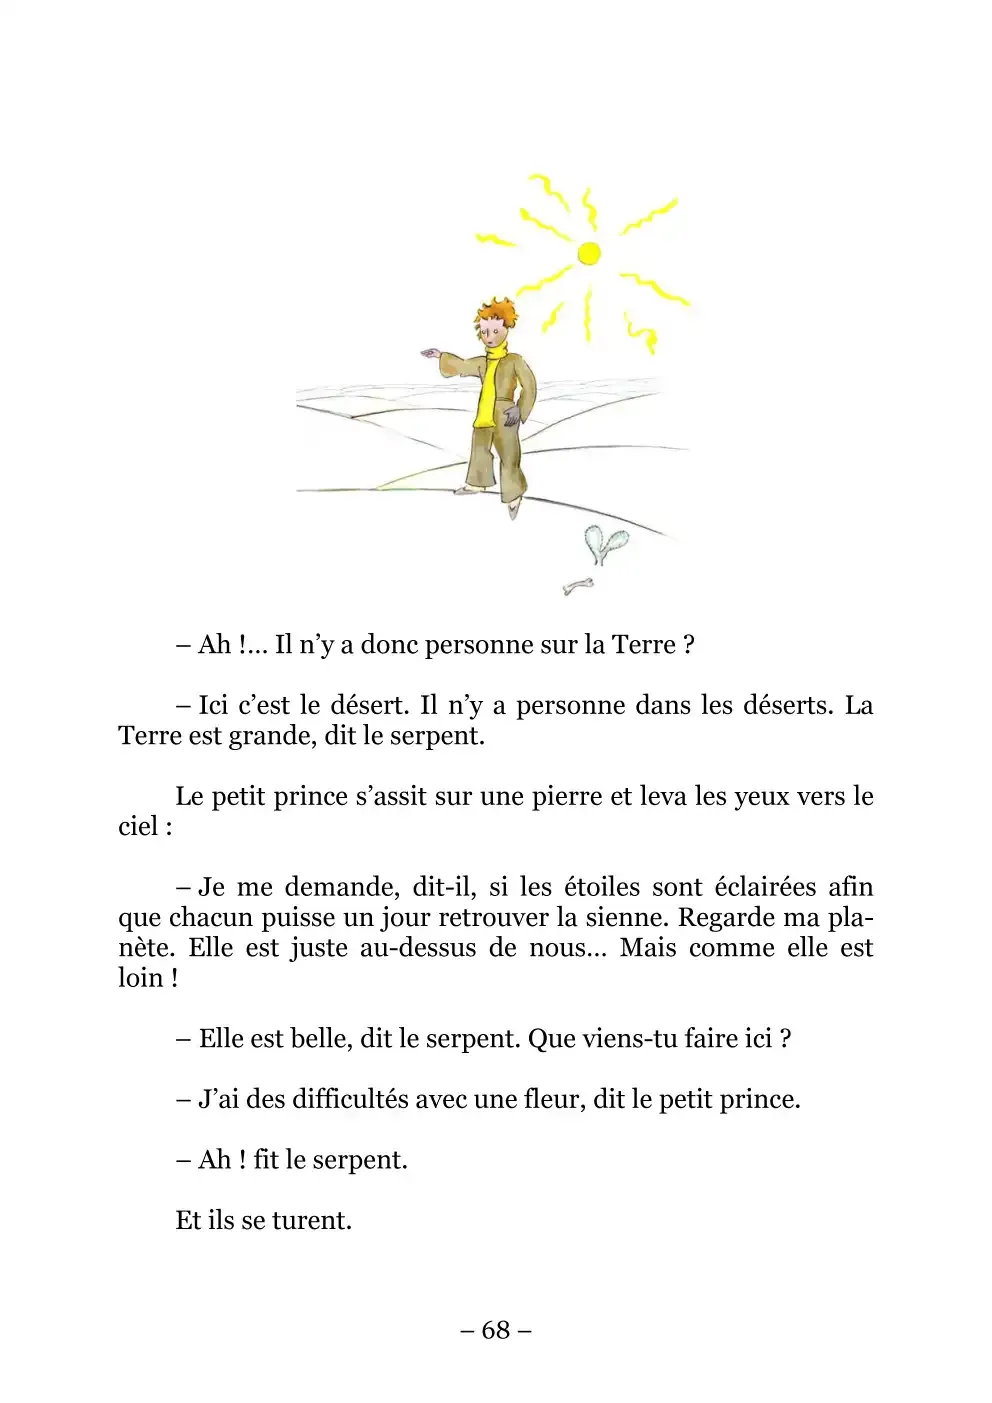 – Ah !… Il n’y a donc personne sur la Terre ?
– Ici c’est le désert. Il n’y a personne dans les déserts. La
Terre est grande, dit le serpent.
Le petit prince s’assit sur une pierre et leva les yeux vers le
ciel :
– Je me demande, dit-il, si les étoiles sont éclairées afin
que chacun puisse un jour retrouver la sienne. Regarde ma pla-
nète. Elle est juste au-dessus de nous… Mais comme elle est
loin !
– Elle est belle, dit le serpent. Que viens-tu faire ici ?
– J’ai des difficultés avec une fleur, dit le petit prince.
– Ah ! fit le serpent.
Et ils se turent.
– 68 –